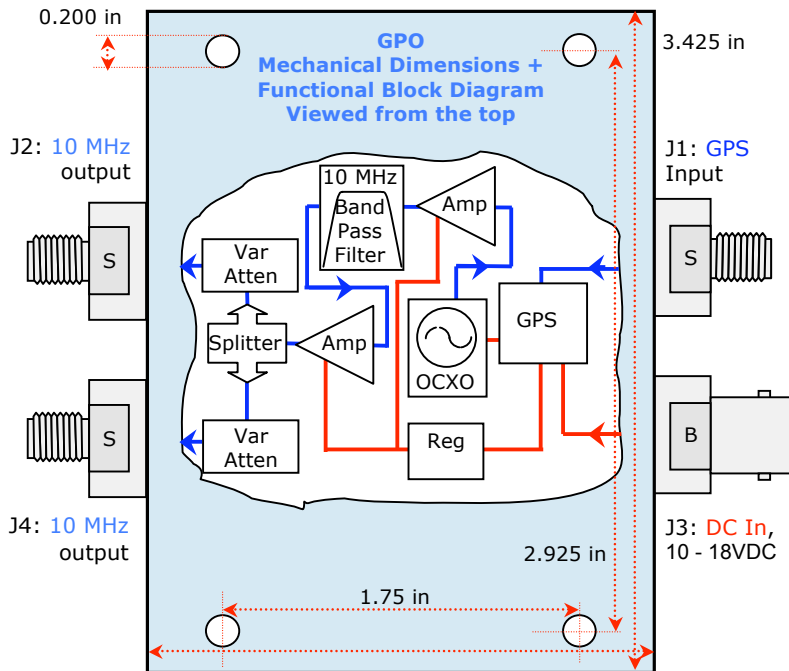 0.200 in
GPO
Mechanical Dimensions +
Functional Block Diagram
Viewed from the top
3.425 in
J2: 10 MHz
output
J1: GPS
Input
10 MHz
Band
Pass
Filter
Amp
S
Var
Atten
S
Splitter
Amp
OCXO
GPS
S
Var
Atten
Reg
B
J4: 10 MHz
output
J3: DC In,
10 - 18VDC
2.925 in
1.75 in